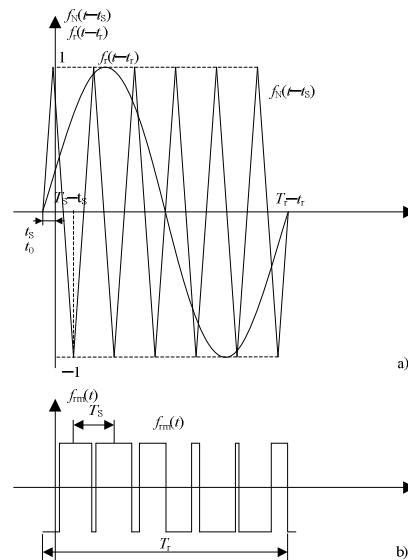 f_N(t–t_S)
f_r(t–t_r)
1
f_r(t–t_r)
f_N(t–t_S)
T_S–t_S
T_r–t_r
t_S
t_0
–1
a)
f_rm(t)
T_S
f_rm(t)
T_r
b)